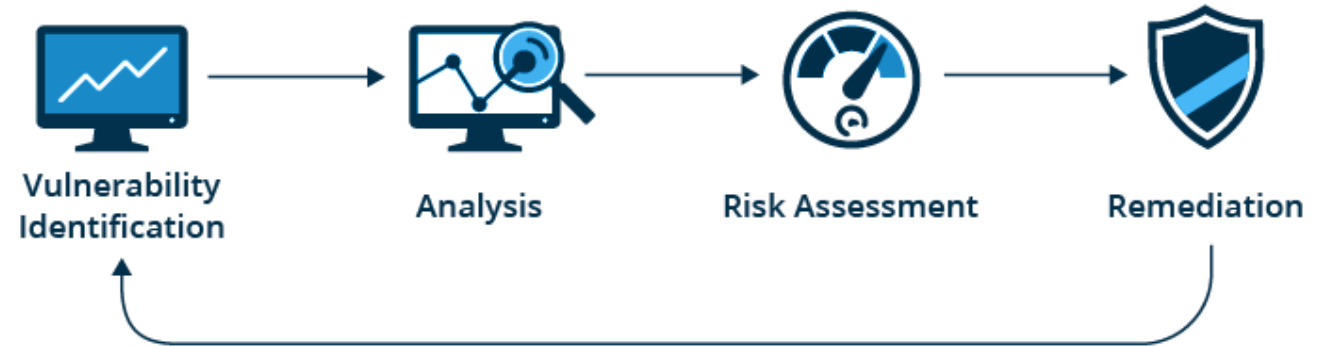 Vulnerability
Identification
Analysis
Risk Assessment
Remediation